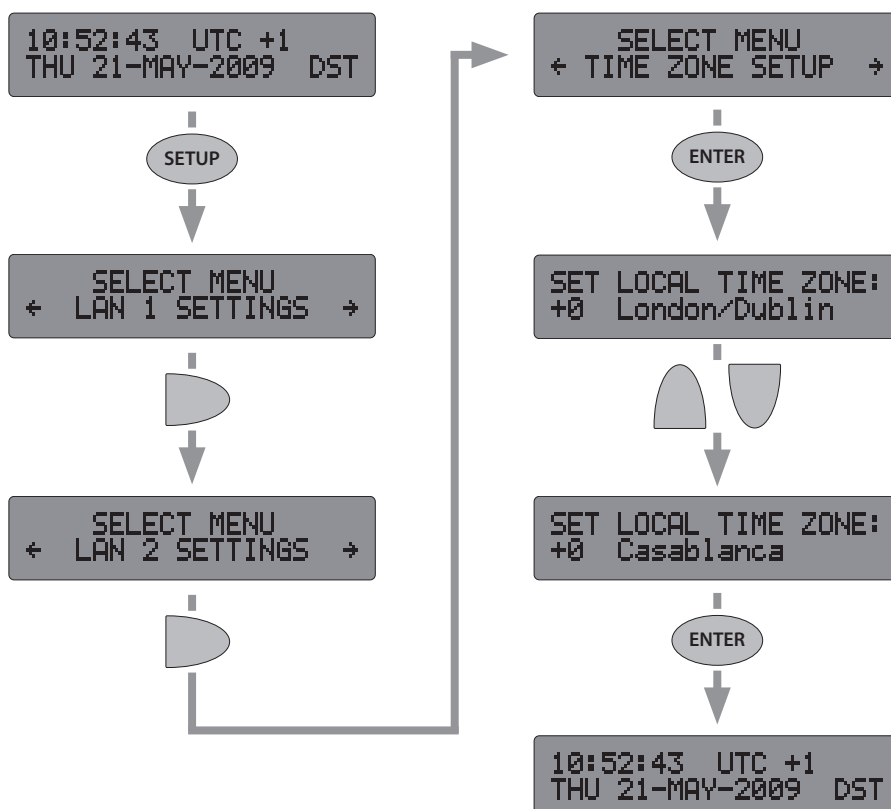 10:52:43 UTC +1
THU 21-MAY-2009 DST
SETUP
SELECT MENU
← LAN 1 SETTINGS →
SELECT MENU
← LAN 2 SETTINGS →
SELECT MENU
← TIME ZONE SETUP →
ENTER
SET LOCAL TIME ZONE:
+0 London/Dublin
SET LOCAL TIME ZONE:
+0 Casablanca
ENTER
10:52:43 UTC +1
THU 21-MAY-2009 DST